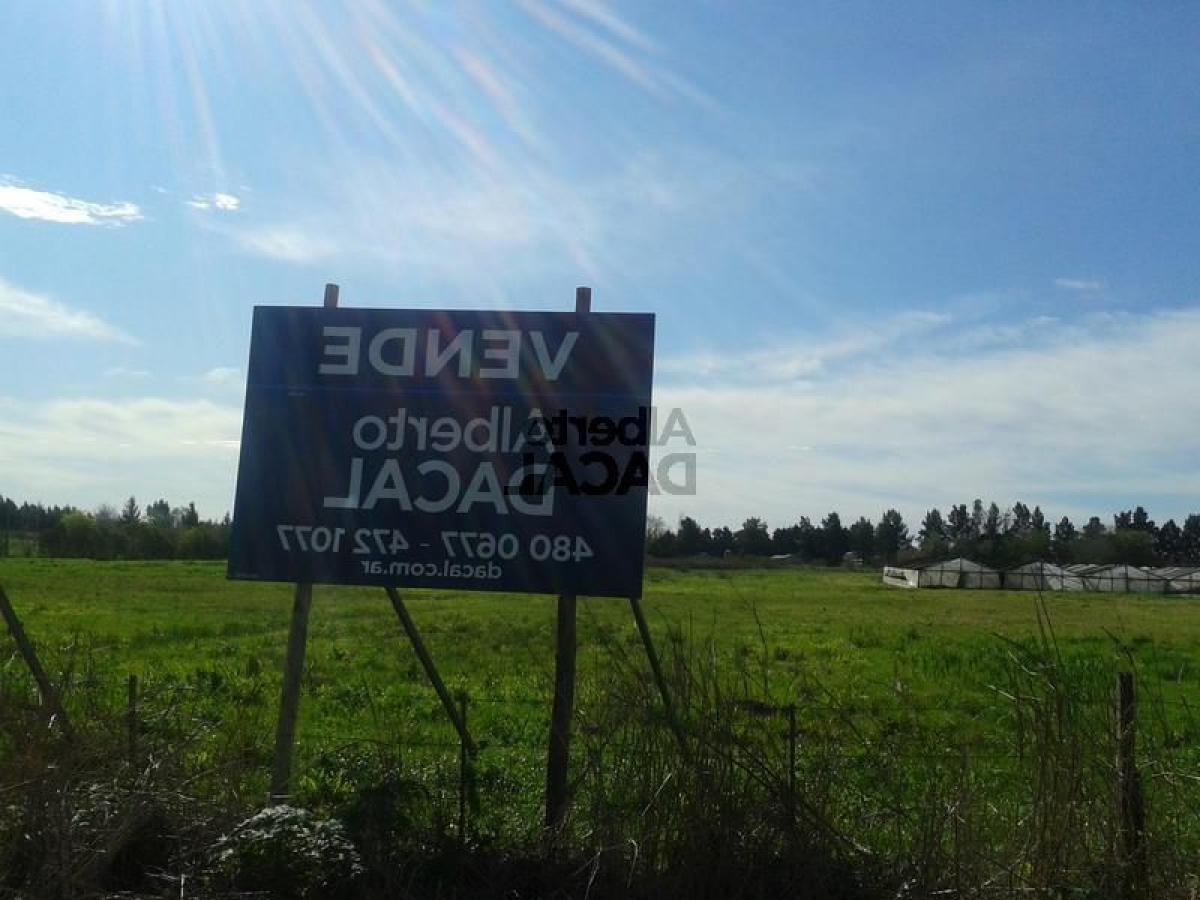 VENDE
Alberto
DACAL
480 0677 - 472 1077
dacal.com.ar
Alberto
DACAL